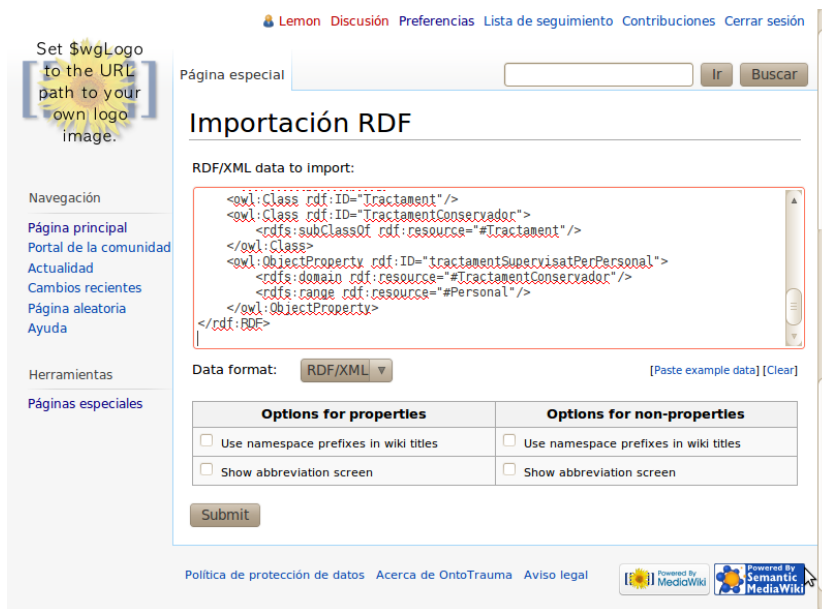 Lemon Discusión Preferencias Lista de seguimiento Contribuciones Cerrar sesión
Set $wgLogo
to the URL
path to your
own logo
image.
Página especial
Ir
Buscar
Importación RDF
RDF/XML data to import:
<owl:Class rdf:ID="Tractament"/>
<owl:Class rdf:ID="TractamentConservador">
<rdfs:subClassOf rdf:resource="#Tractament"/>
</owl:Class>
<owl:ObjectProperty rdf:ID="tractamentSupervisatPerPersonal">
<rdfs:domain rdf:resource="#TractamentConservador"/>
<rdfs:range rdf:resource="#Personal"/>
</owl:ObjectProperty>
</rdf:RDF>
Navegación
Página principal
Portal de la comunidad
Actualidad
Cambios recientes
Página aleatoria
Ayuda
Herramientas
Páginas especiales
Data format: RDF/XML [Paste example data] [Clear]
Options for properties Options for non-properties
Use namespace prefixes in wiki titles Use namespace prefixes in wiki titles
Show abbreviation screen Show abbreviation screen
Submit
Política de protección de datos Acerca de OntoTrauma Aviso legal
Powered By
MediaWiki
Powered By
Semantic
MediaWiki